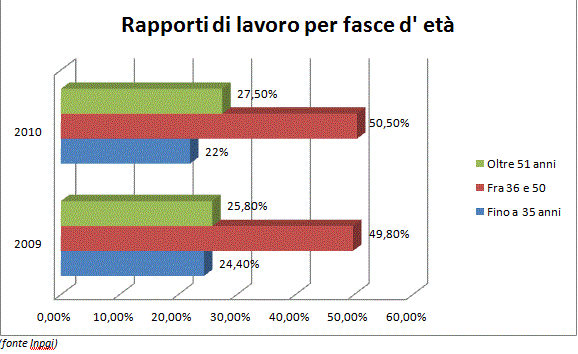 Rapporti di lavoro per fasce d' età
27,50%
2010
50,50%
22%
Oltre 51 anni
Fra 36 e 50
Fino a 35 anni
25,80%
2009
49,80%
24,40%
0,00% 10,00% 20,00% 30,00% 40,00% 50,00% 60,00%
(fonte Inpgi)